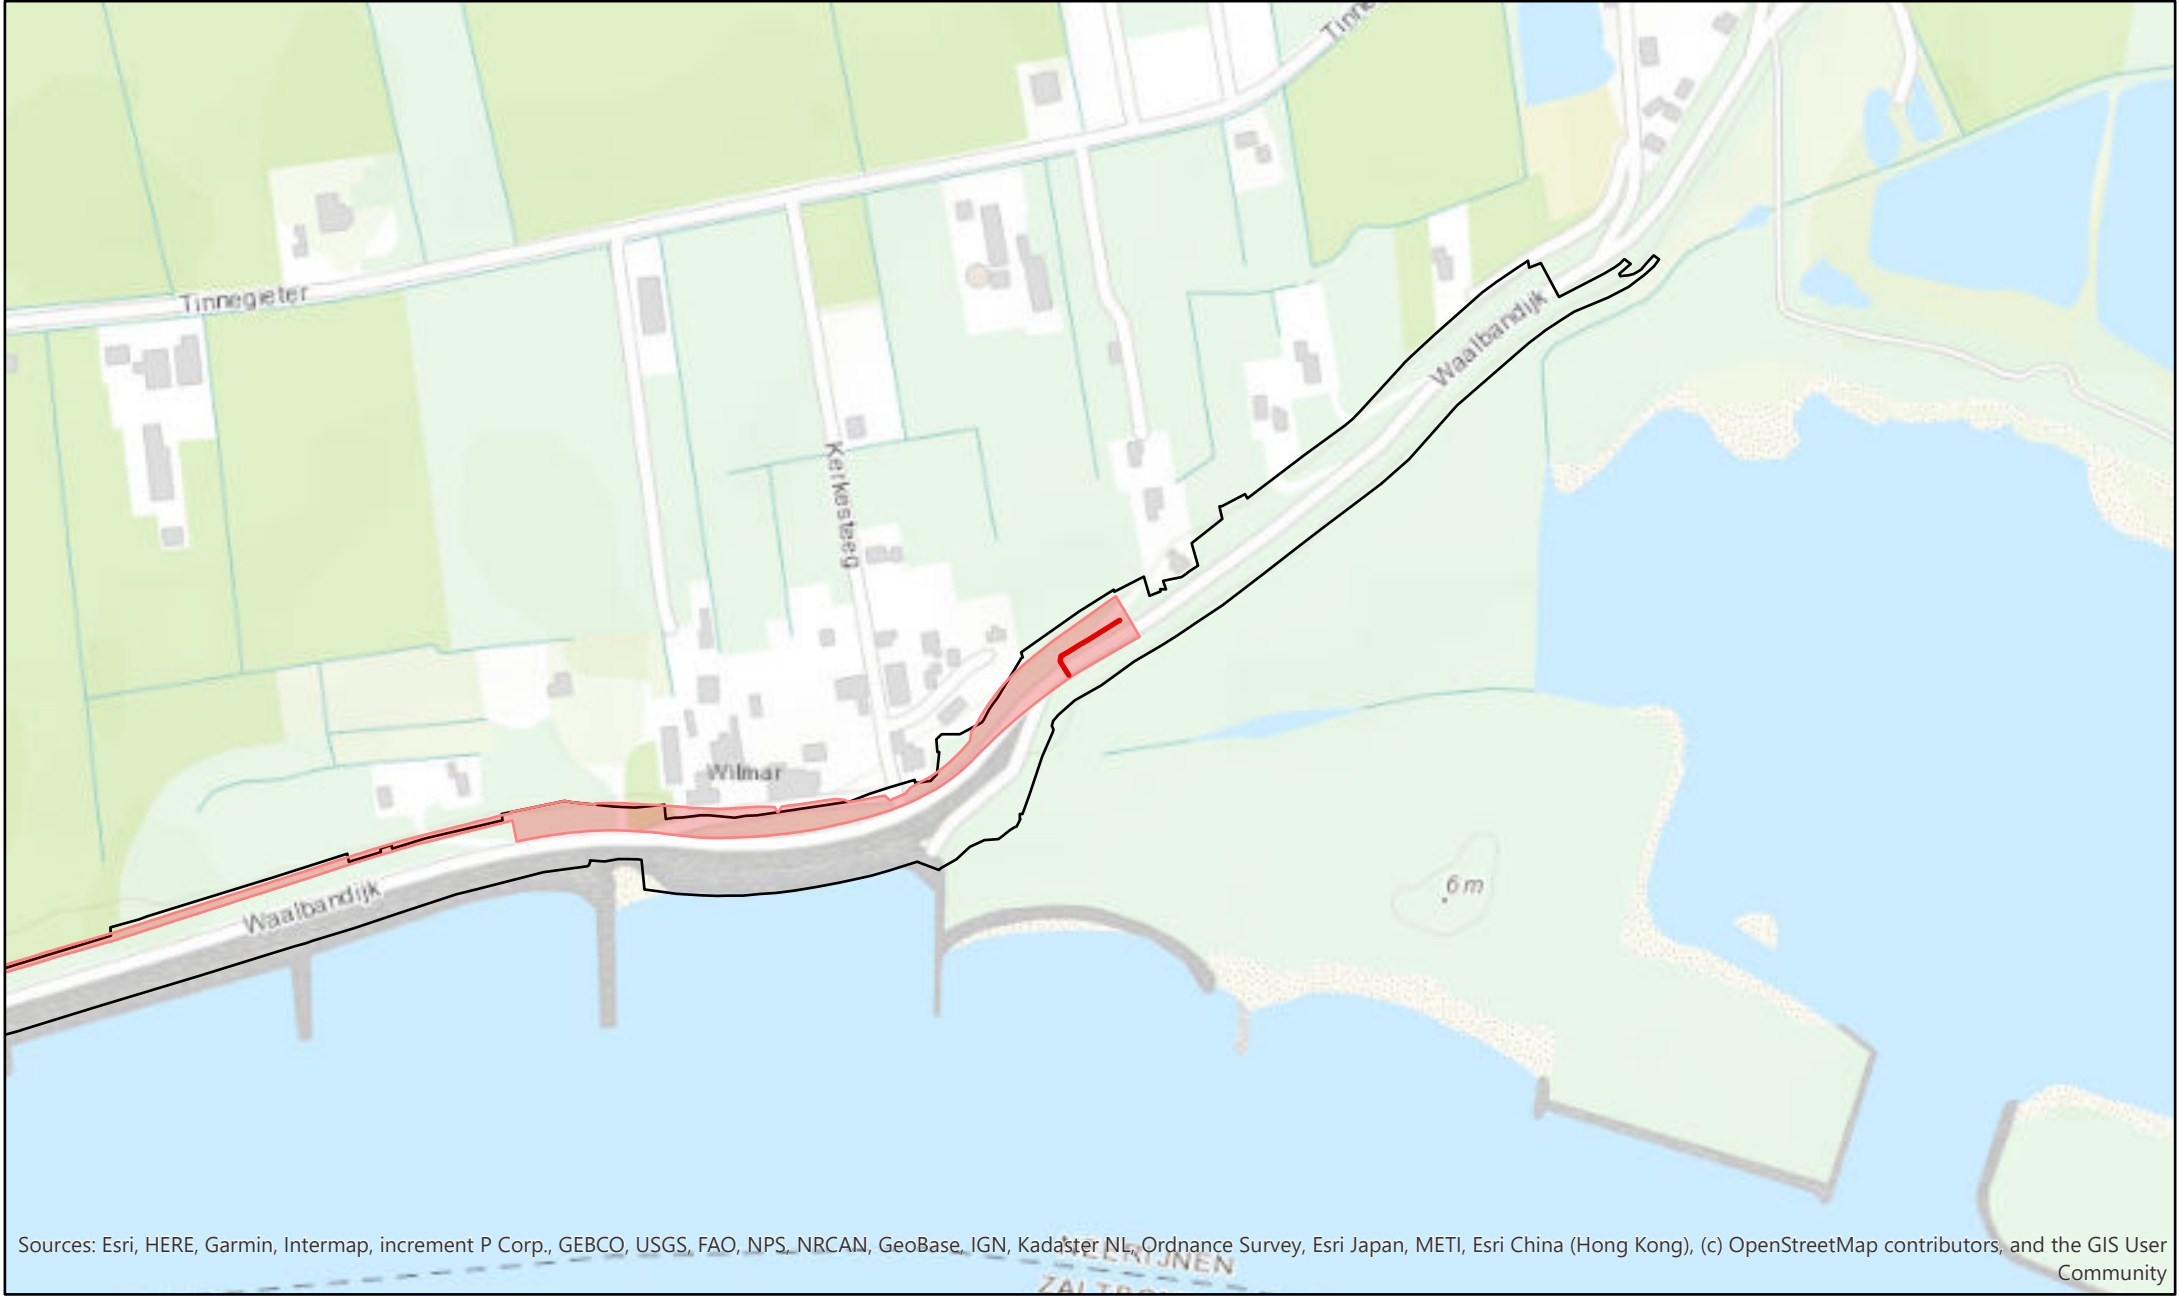 Tinne
Tinnegieter
Waalbandijk
Kerkesteeg
Wilmar
Waalbandijk
6 m
Sources: Esri, HERE, Garmin, Intermap, increment P Corp., GEBCO, USGS, FAO, NPS, NRCAN, GeoBase, IGN, Kadaster NL, Ordnance Survey, Esri Japan, METI, Esri China (Hong Kong), (c) OpenStreetMap contributors, and the GIS User
Community
NEERIJNEN